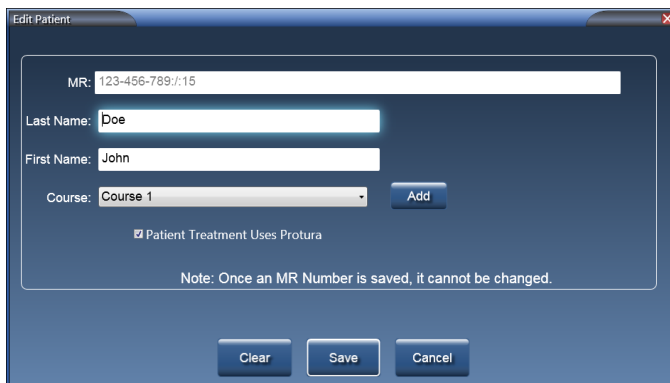 Edit Patient
MR: 123-456-789:/:15
Last Name: Doe
First Name: John
Course: Course 1 Add
Patient Treatment Uses Protura
Note: Once an MR Number is saved, it cannot be changed.
Clear Save Cancel